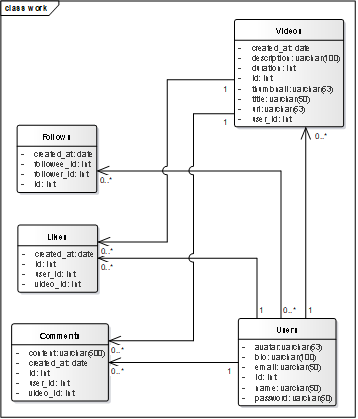 class work
Videos
- created_at: date
- description: varchar(100)
- duration: int
- id: int
- thumbnail: varchar(53)
- title: varchar(50)
- url: varchar(53)
- user_id: int
1
1
0..*
Follows
- created_at: date
- followee_id: int
- follower_id: int
- id: int
0..*
Likes
- created_at: date
- id: int
- user_id: int
- video_id: int
0..*
0..*
Comments
- content: varchar(500)
- created_at: date
- id: int
- user_id: int
- video_id: int
0..*
0..*
1
1
0..*
1
Users
- avatar: varchar(53)
- bio: varchar(100)
- email: varchar(50)
- id: int
- name: varchar(50)
- password: varchar(50)